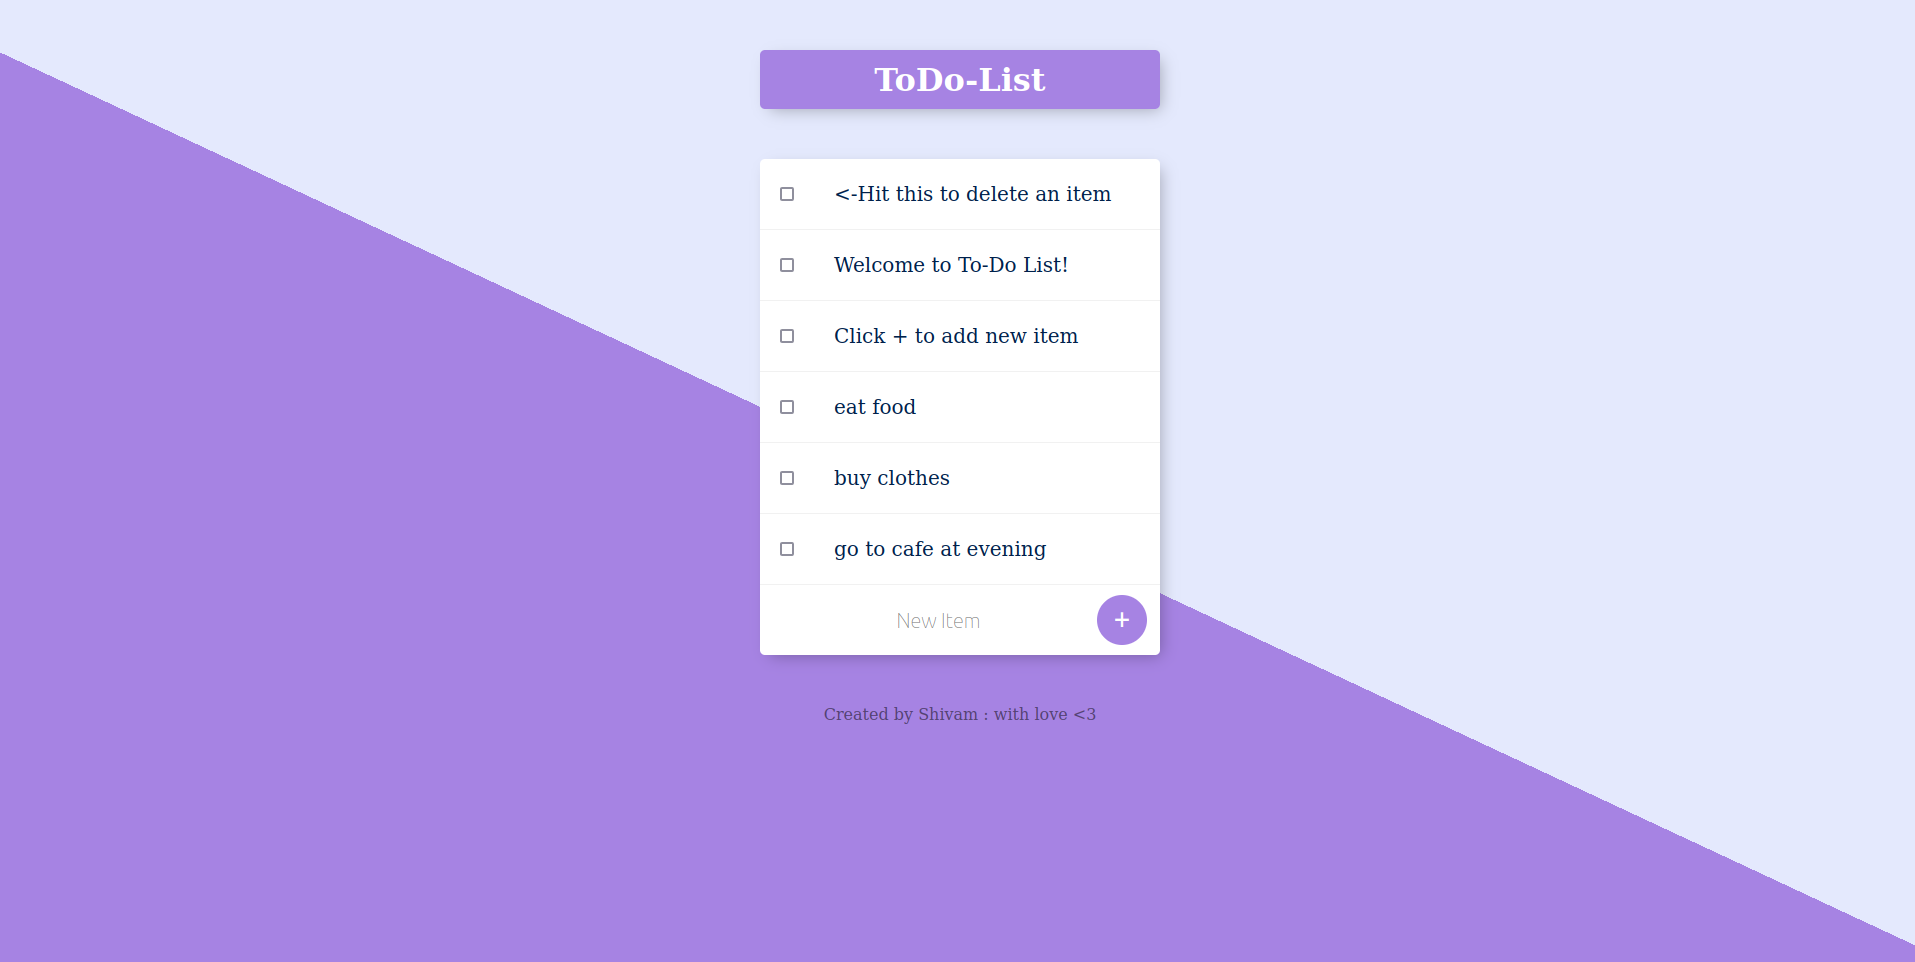 ToDo-List
<-Hit this to delete an item
Welcome to To-Do List!
Click + to add new item
eat food
buy clothes
go to cafe at evening
New Item
+
Created by Shivam : with love <3